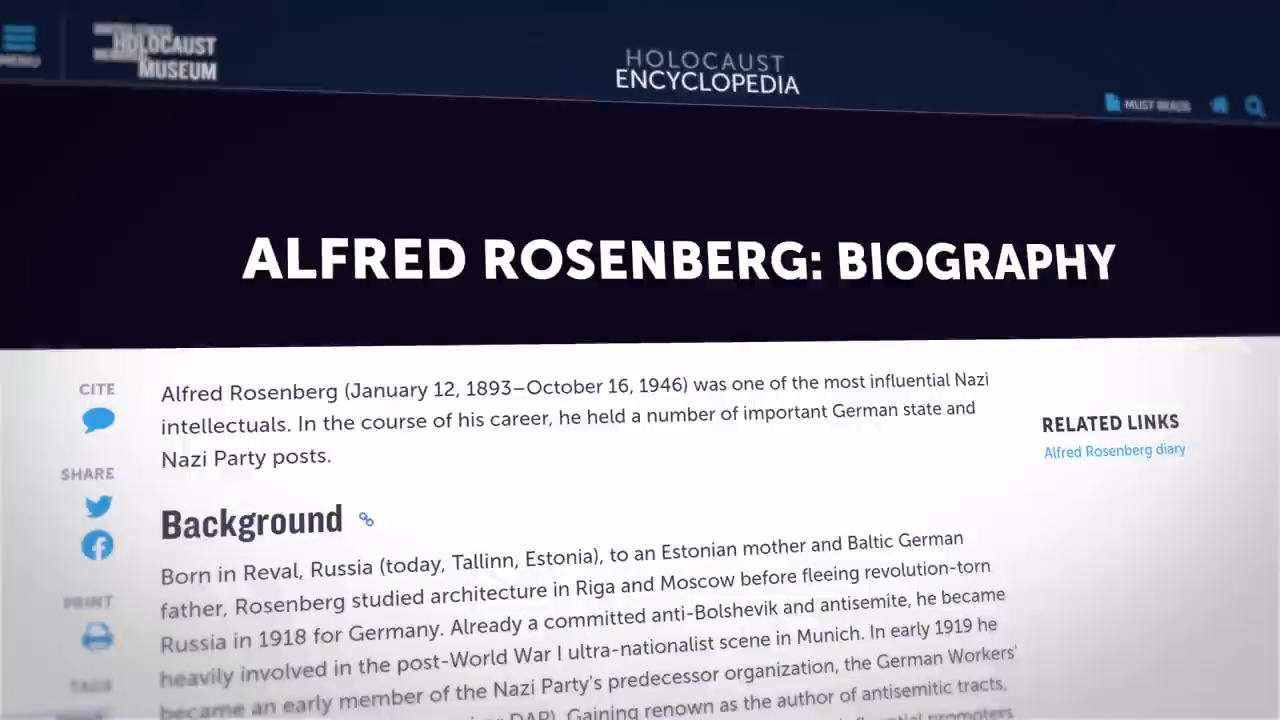 MENU
HOLOCAUST
MUSEUM
HOLOCAUST
ENCYCLOPEDIA
MUST READS
ALFRED ROSENBERG: BIOGRAPHY
CITE
SHARE
PRINT
TAGS
Alfred Rosenberg (January 12, 1893–October 16, 1946) was one of the most influential Nazi
intellectuals. In the course of his career, he held a number of important German state and
Nazi Party posts.
RELATED LINKS
Alfred Rosenberg diary
Background
Born in Reval, Russia (today, Tallinn, Estonia), to an Estonian mother and Baltic German
father, Rosenberg studied architecture in Riga and Moscow before fleeing revolution-torn
Russia in 1918 for Germany. Already a committed anti-Bolshevik and antisemite, he became
heavily involved in the post-World War I ultra-nationalist scene in Munich. In early 1919 he
became an early member of the Nazi Party's predecessor organization, the German Workers'
DAP). Gaining renown as the author of antisemitic tracts,
promoters